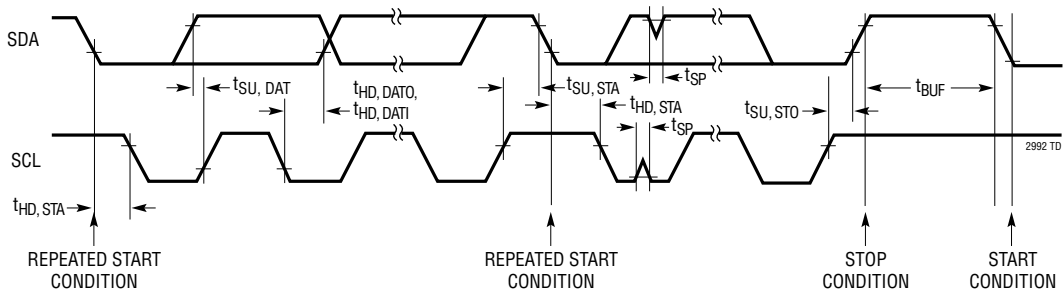 SDA
tSU, DAT
tHD, DATO,
tHD, DATI
tSU, STA
tHD, STA
tSP
tSP
tSU, STO
tBUF
SCL
2992 TD
tHD, STA
REPEATED START
CONDITION
REPEATED START
CONDITION
STOP
CONDITION
START
CONDITION